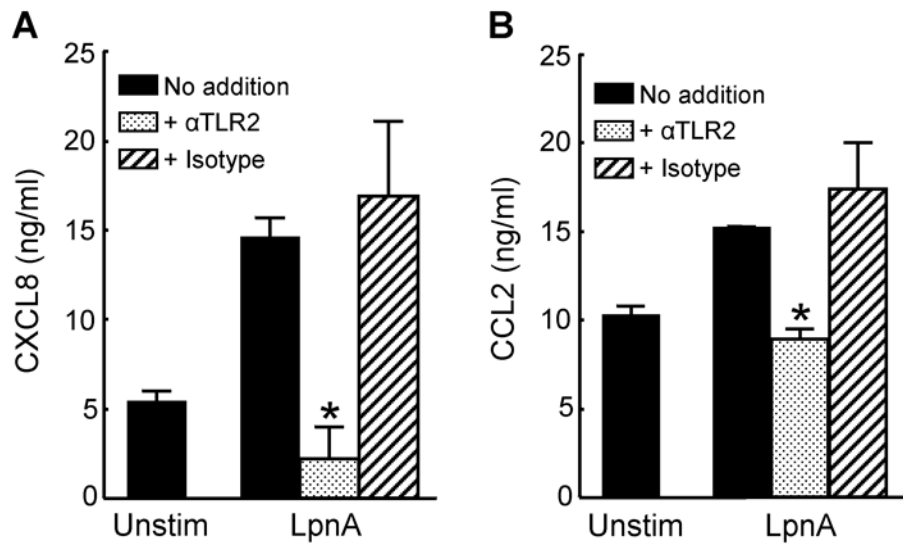 A
CXCL8 (ng/ml)
25
20
15
10
5
0
No addition
+ αTLR2
+ Isotype
*
Unstim LpnA
B
CCL2 (ng/ml)
25
20
15
10
5
0
No addition
+ αTLR2
+ Isotype
*
Unstim LpnA